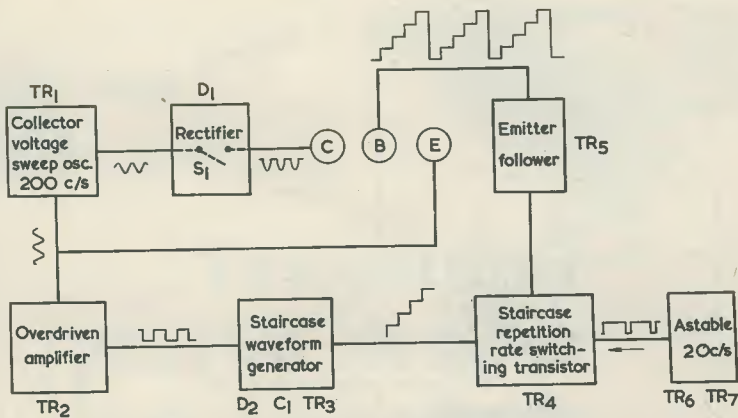 TR1
Collector
voltage
sweep osc.
200 c/s
D1
Rectifier
S1
C
B
E
Emitter
follower
TR5
Overdriven
amplifier
TR2
Staircase
waveform
generator
D2 C1 TR3
Staircase
repetition
rate switch-
ing transistor
TR4
Astable
20c/s
TR6 TR7